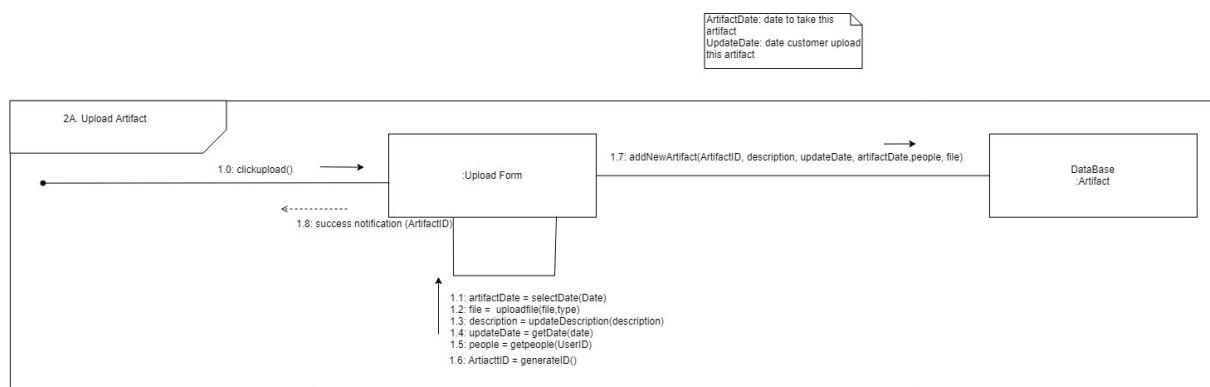 ArtifactDate: date to take this
artifact
UpdateDate: date customer upload
this artifact
2A. Upload Artifact
1.0: clickupload()
:Upload Form
1.7: addNewArtifact(ArtifactID, description, updateDate, artifactDate,people, file)
DataBase
:Artifact
1.8: success notification (ArtifactID)
1.1: artifactDate = selectDate(Date)
1.2: file = uploadfile(file,type)
1.3: description = updateDescription(description)
1.4: updateDate = getDate(date)
1.5: people = getpeople(UserID)
1.6: ArtiacttID = generateID()